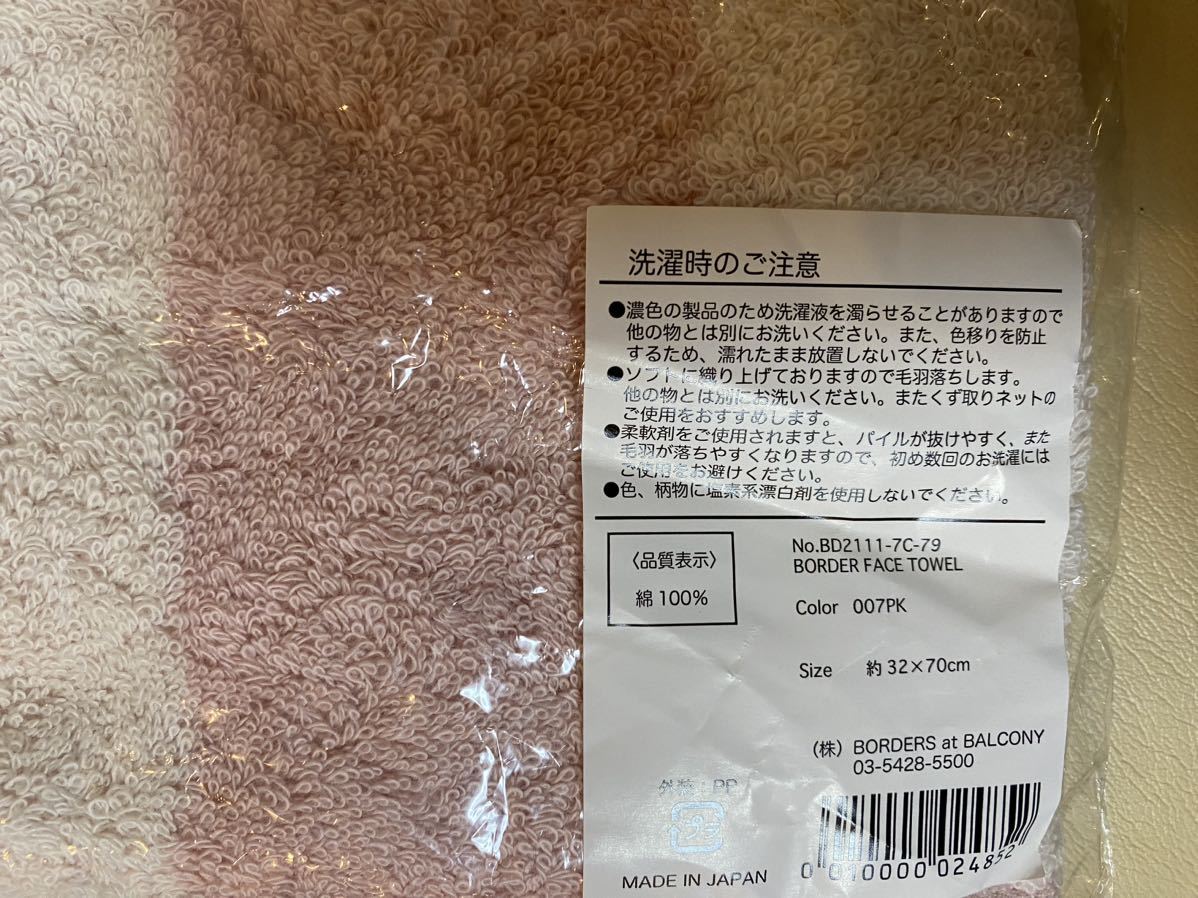 洗濯時のご注意
●濃色の製品のため洗濯液を濁らせることがありますので
他の物とは別にお洗いください。また、色移りを防止
するため、濡れたまま放置しないでください。
●ソフトに織り上げておりますので毛羽落ちします。
他の物とは別にお洗いください。またくず取りネットの
ご使用をおすすめします。
●柔軟剤をご使用されますと、パイルが抜けやすく、また
毛羽が落ちやすくなりますので、初め数回のお洗濯には
ご使用をお避けください。
●色、柄物に塩素系漂白剤を使用しないでください。
〈品質表示〉
綿100%
No.BD2111-7C-79
BORDER FACE TOWEL
Color 007PK
Size 約32×70cm
(株) BORDERS at BALCONY
03-5428-5500
外装：PP
プラ
MADE IN JAPAN
0 010000 024852